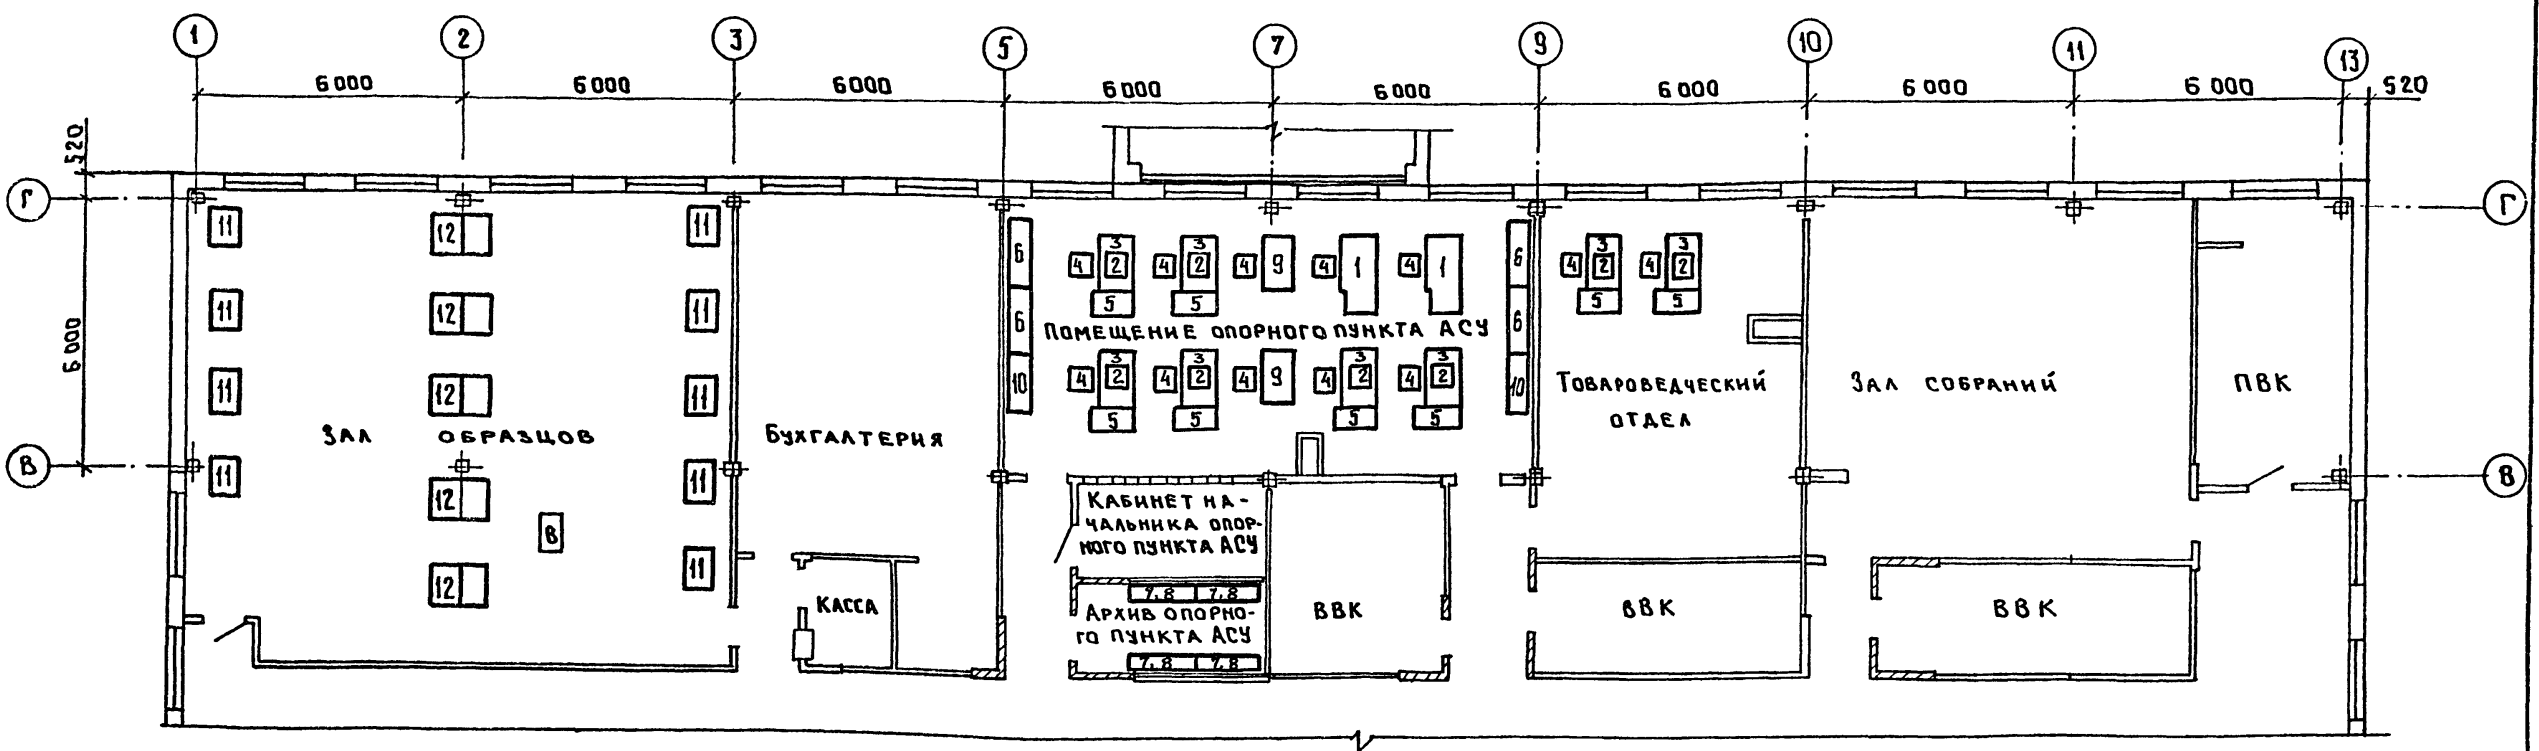 1 2 3 5 7 9 10 11 13
6000 6000 6000 6000 6000 6000 6000 6000 520
520
Г Г
11 12 11 6 4 3 2 5 4 3 2 5 4 9 4 1 4 1 6 4 3 2 5 4 3 2 5
6000
11 12 11 6 6
ПОМЕЩЕНИЕ ОПОРНОГО ПУНКТА АСУ
11 12 11 10 4 3 2 5 4 3 2 5 4 9 4 3 2 5 4 3 2 5 10
ТОВАРОВЕДЧЕСКИЙ
ОТДЕЛ
ЗАЛ СОБРАНИЙ
ПВК
ЗАЛ ОБРАЗЦОВ
БУХГАЛТЕРИЯ
В В
11 12 11
В
КАБИНЕТ НА-
ЧАЛЬНИКА ОПОР-
НОГО ПУНКТА АСУ
12 11
7,8 7,8
КАССА
АРХИВ ОПОРНО-
ГО ПУНКТА АСУ
7,8 7,8
ВВК
ВВК
ВВК